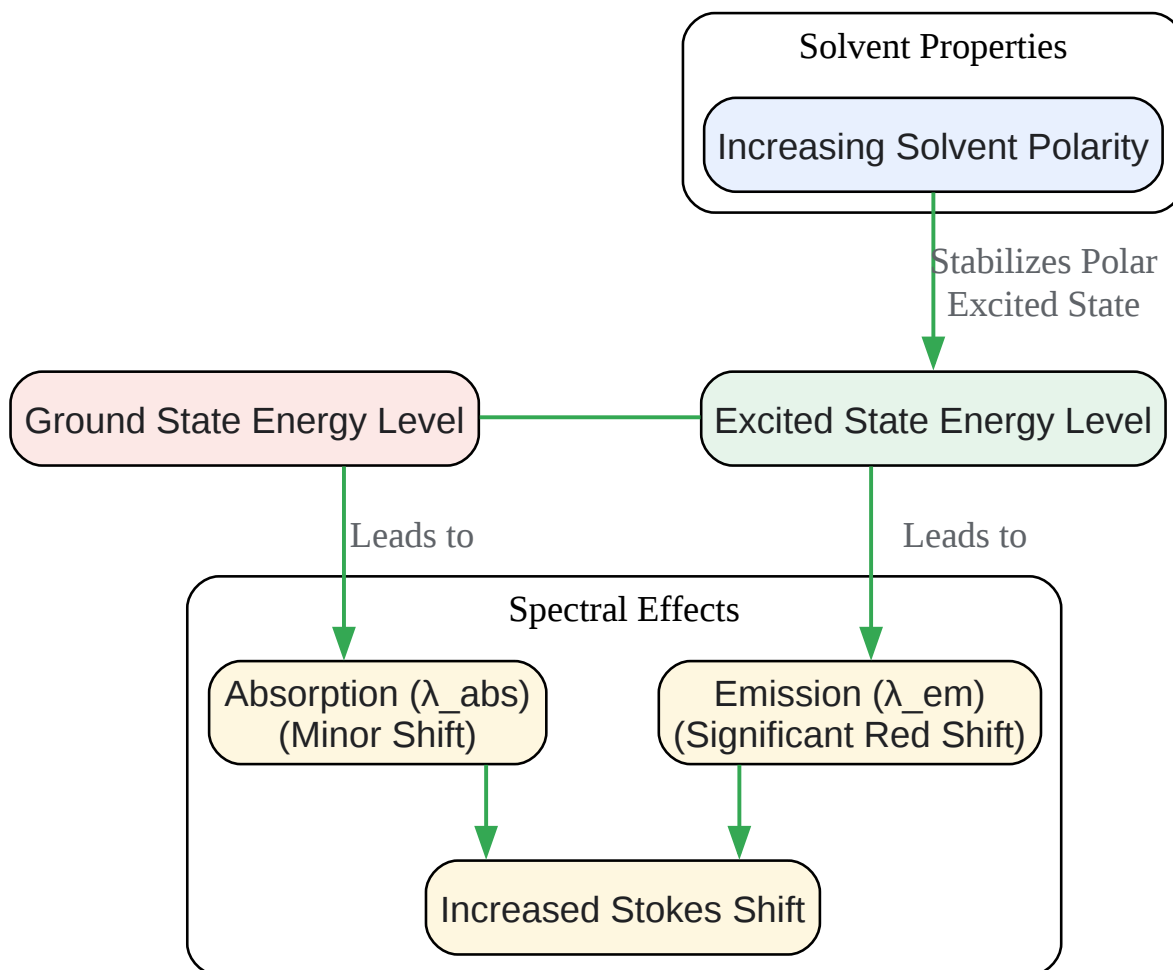 Solvent Properties
Increasing Solvent Polarity
Stabilizes Polar
Excited State
Ground State Energy Level
Excited State Energy Level
Leads to
Leads to
Spectral Effects
Absorption (λ_abs)
(Minor Shift)
Emission (λ_em)
(Significant Red Shift)
Increased Stokes Shift